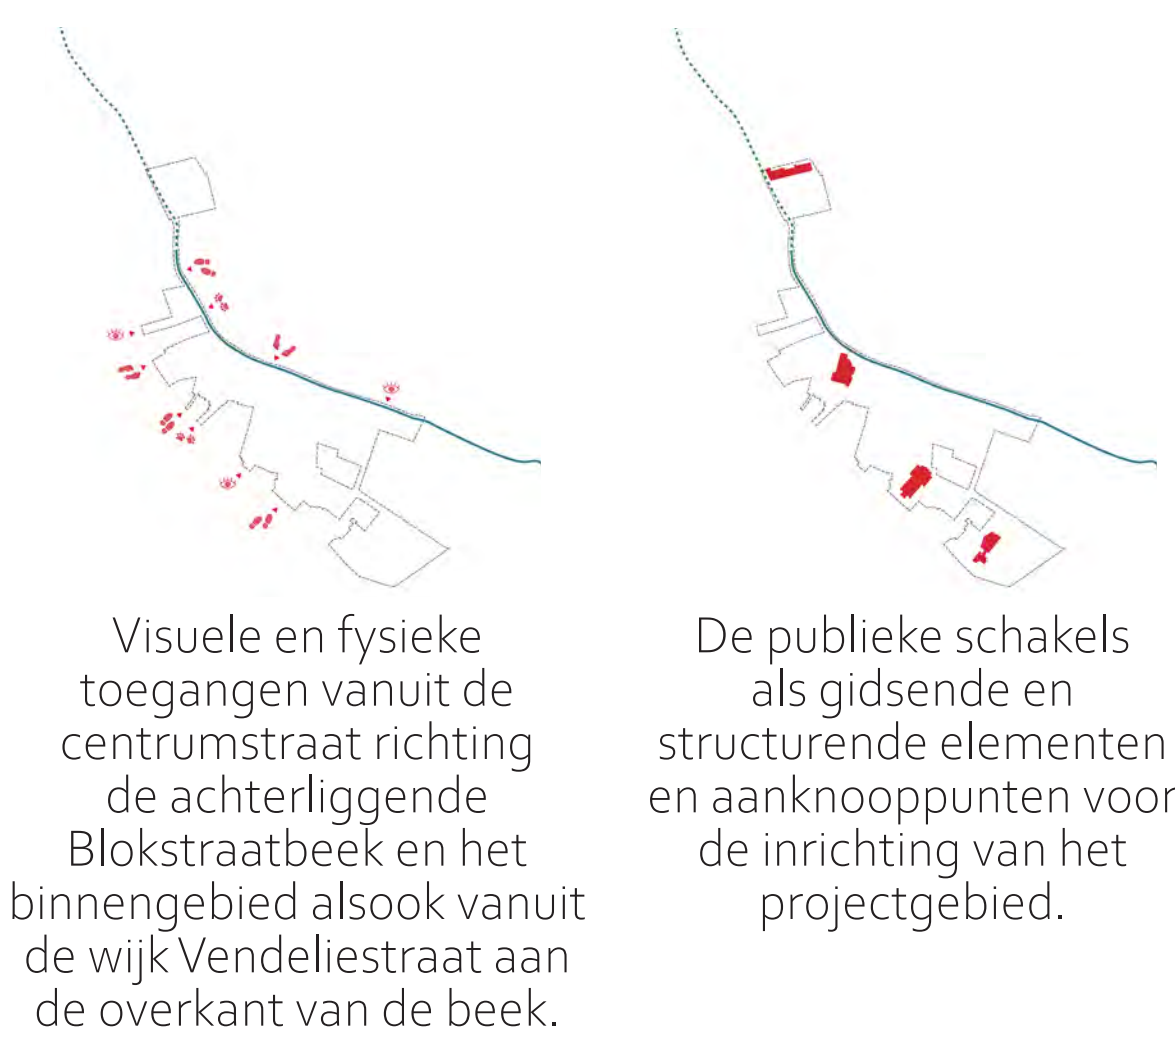 Visuele en fysieke
toegangen vanuit de
centrumstraat richting
de achterliggende
Blokstraatbeek en het
binnengebied alsook vanuit
de wijk Vendeliestraat aan
de overkant van de beek.
De publieke schakels
als gidsende en
structurende elementen
en aanknooppunten voor
de inrichting van het
projectgebied.